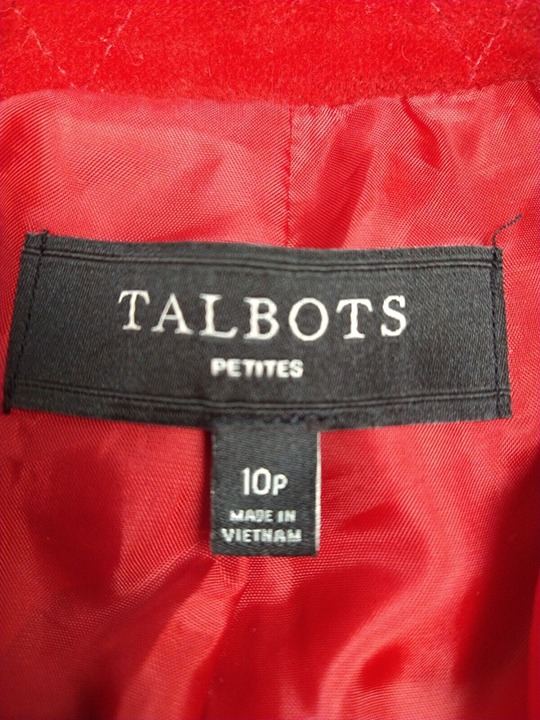 TALBOTS
PETITES
10P
MADE IN
VIETNAM